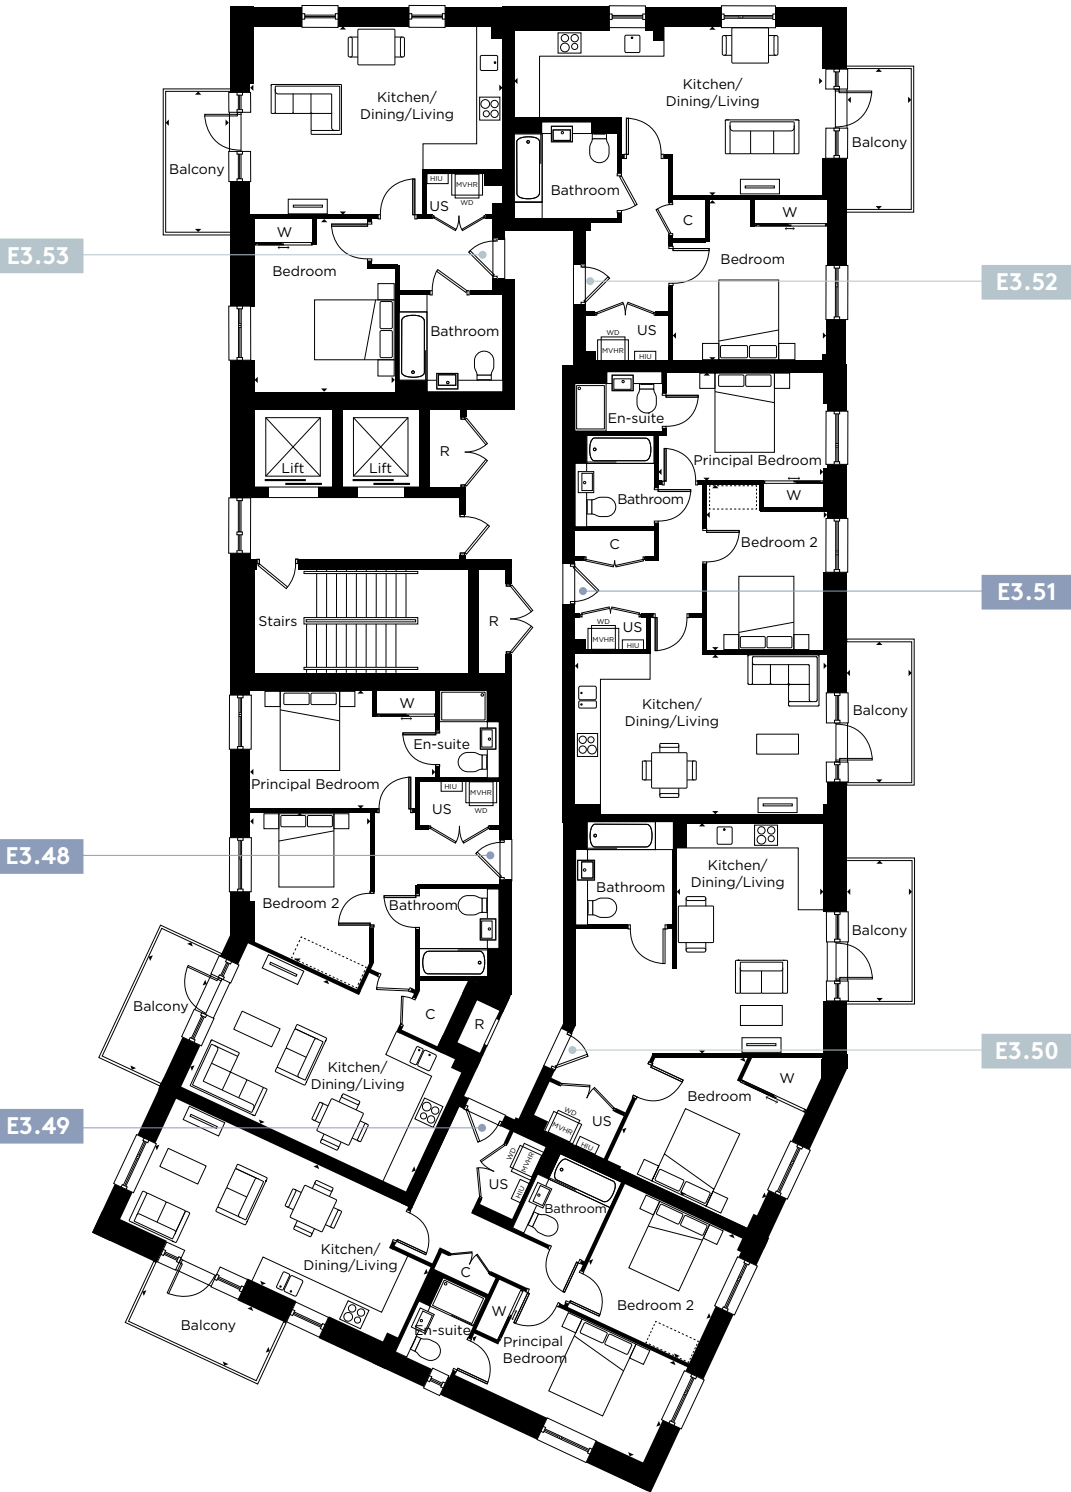 Kitchen/
Dining/Living
HIU
MVHR
WD
US
Balcony
W
Bedroom
Bathroom
E3.53
Kitchen/
Dining/Living
Balcony
Bathroom
C
W
Bedroom
WD
MVHR
HIU
US
E3.52
Lift
Lift
R
Stairs
R
En-suite
Principal Bedroom
W
Bathroom
Bedroom 2
C
WD
MVHR
HIU
US
Kitchen/
Dining/Living
Balcony
E3.51
Principal Bedroom
W
En-suite
HIU
MVHR
WD
US
Bedroom 2
Bathroom
C
R
Balcony
Kitchen/
Dining/Living
E3.48
Bathroom
Kitchen/
Dining/Living
Balcony
Bedroom
W
WD
MVHR
HIU
US
E3.50
WD
MVHR
HIU
US
Bathroom
Kitchen/
Dining/Living
C
W
En-suite
Principal
Bedroom
Bedroom 2
Balcony
E3.49